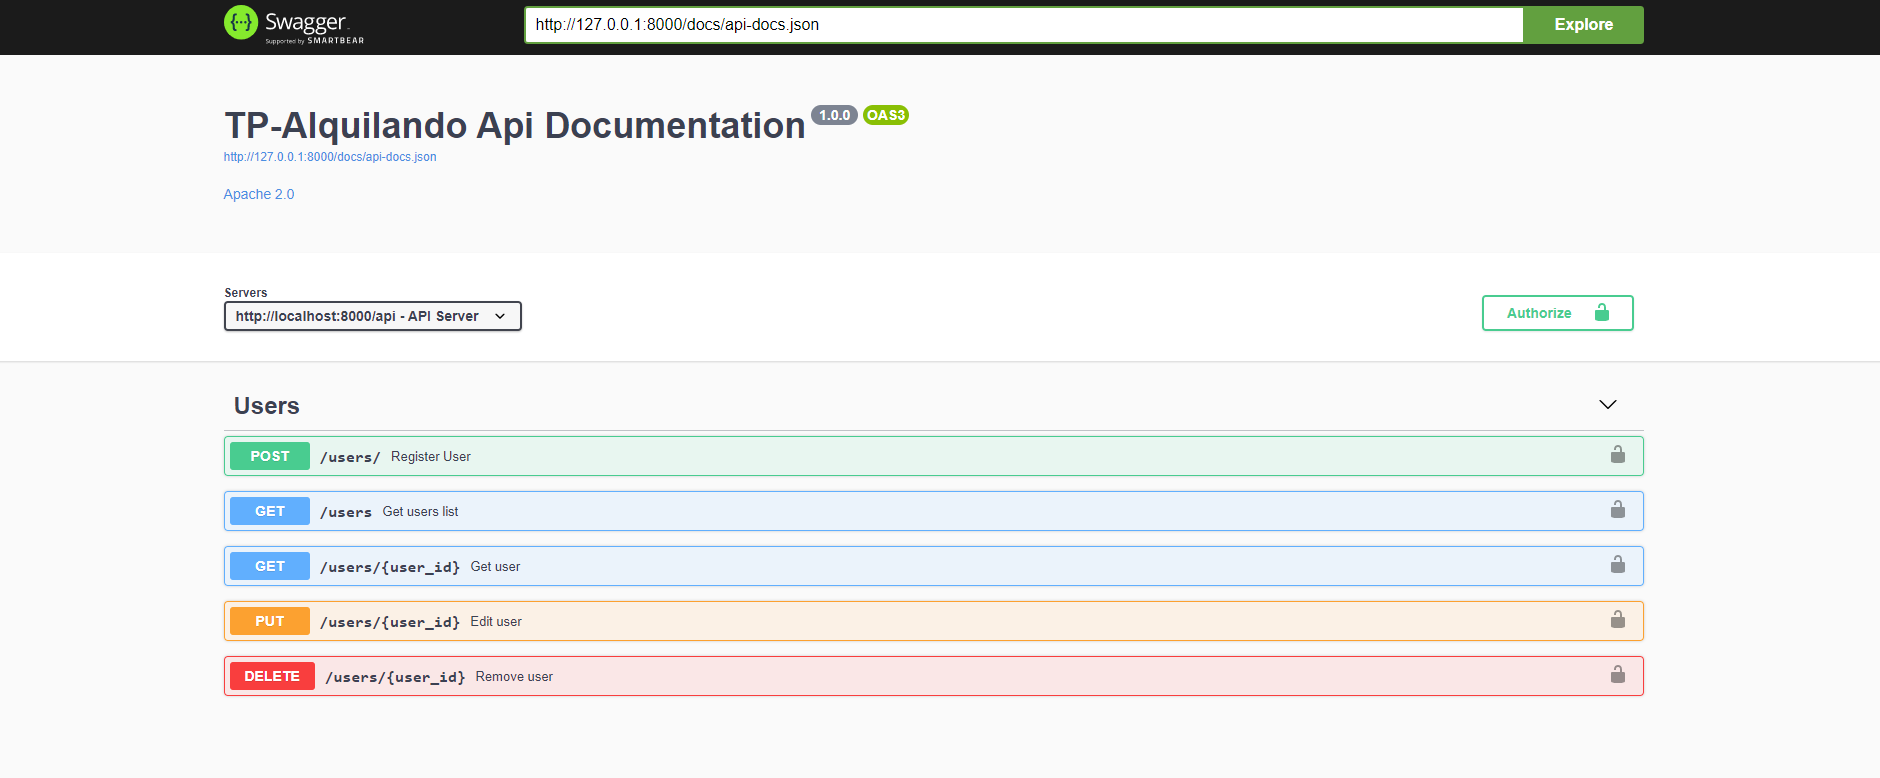 Swagger
Supported by SMARTBEAR
http://127.0.0.1:8000/docs/api-docs.json
Explore
TP-Alquilando Api Documentation 1.0.0 OAS3
http://127.0.0.1:8000/docs/api-docs.json
Apache 2.0
Servers
http://localhost:8000/api - API Server
Authorize
Users
POST /users/ Register User
GET /users Get users list
GET /users/{user_id} Get user
PUT /users/{user_id} Edit user
DELETE /users/{user_id} Remove user